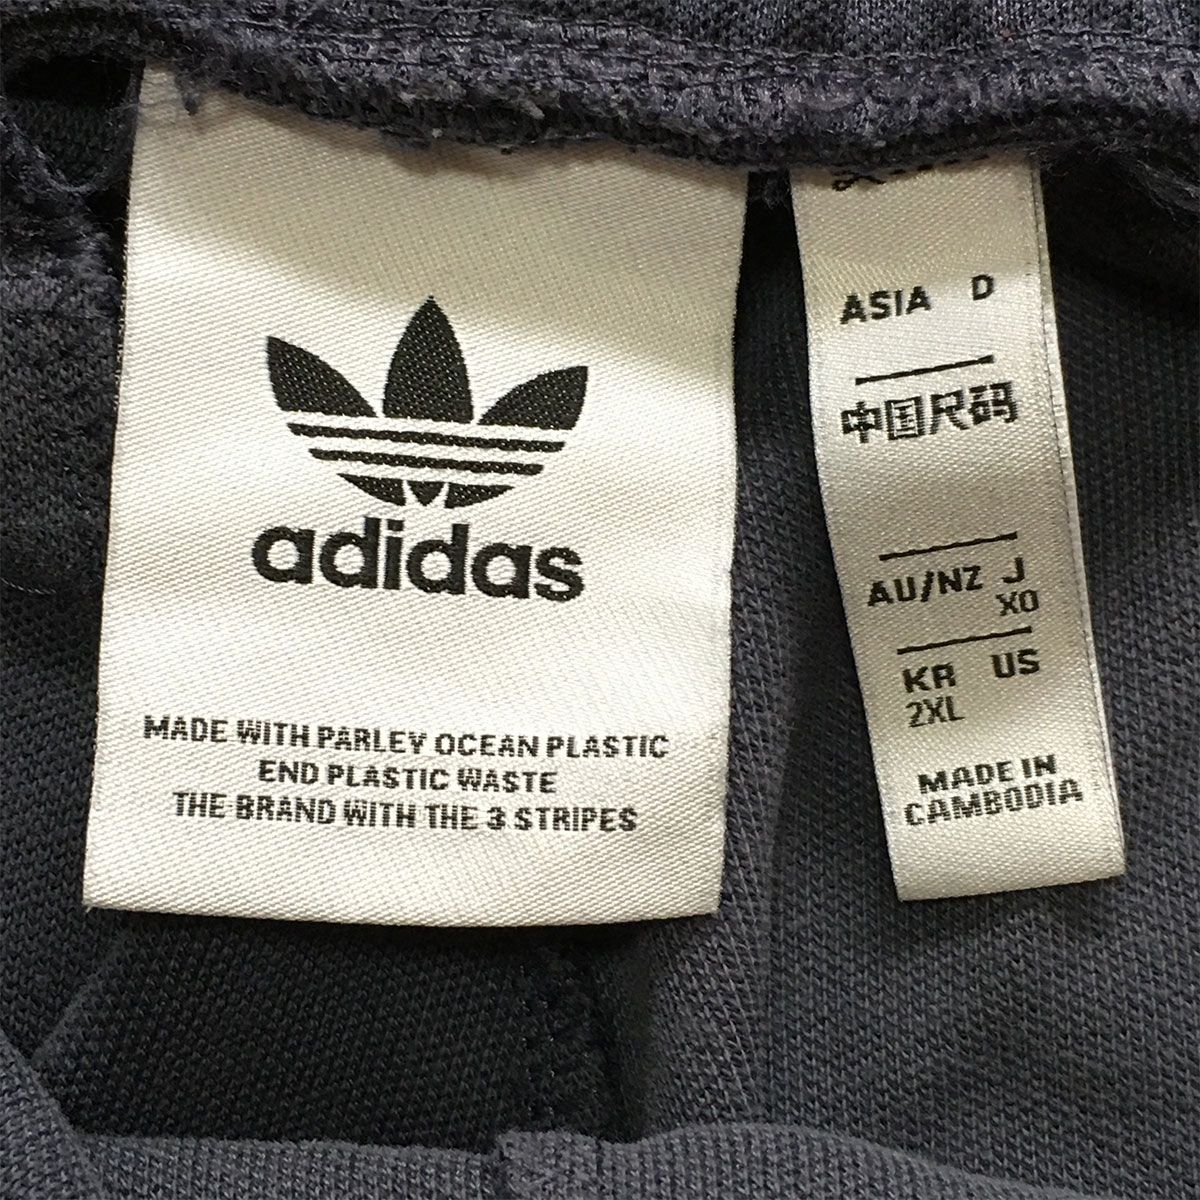 adidas
MADE WITH PARLEY OCEAN PLASTIC
END PLASTIC WASTE
THE BRAND WITH THE 3 STRIPES
ASIA D
中国尺码
AU/NZ J
XO
KR US
2XL
MADE IN
CAMBODIA